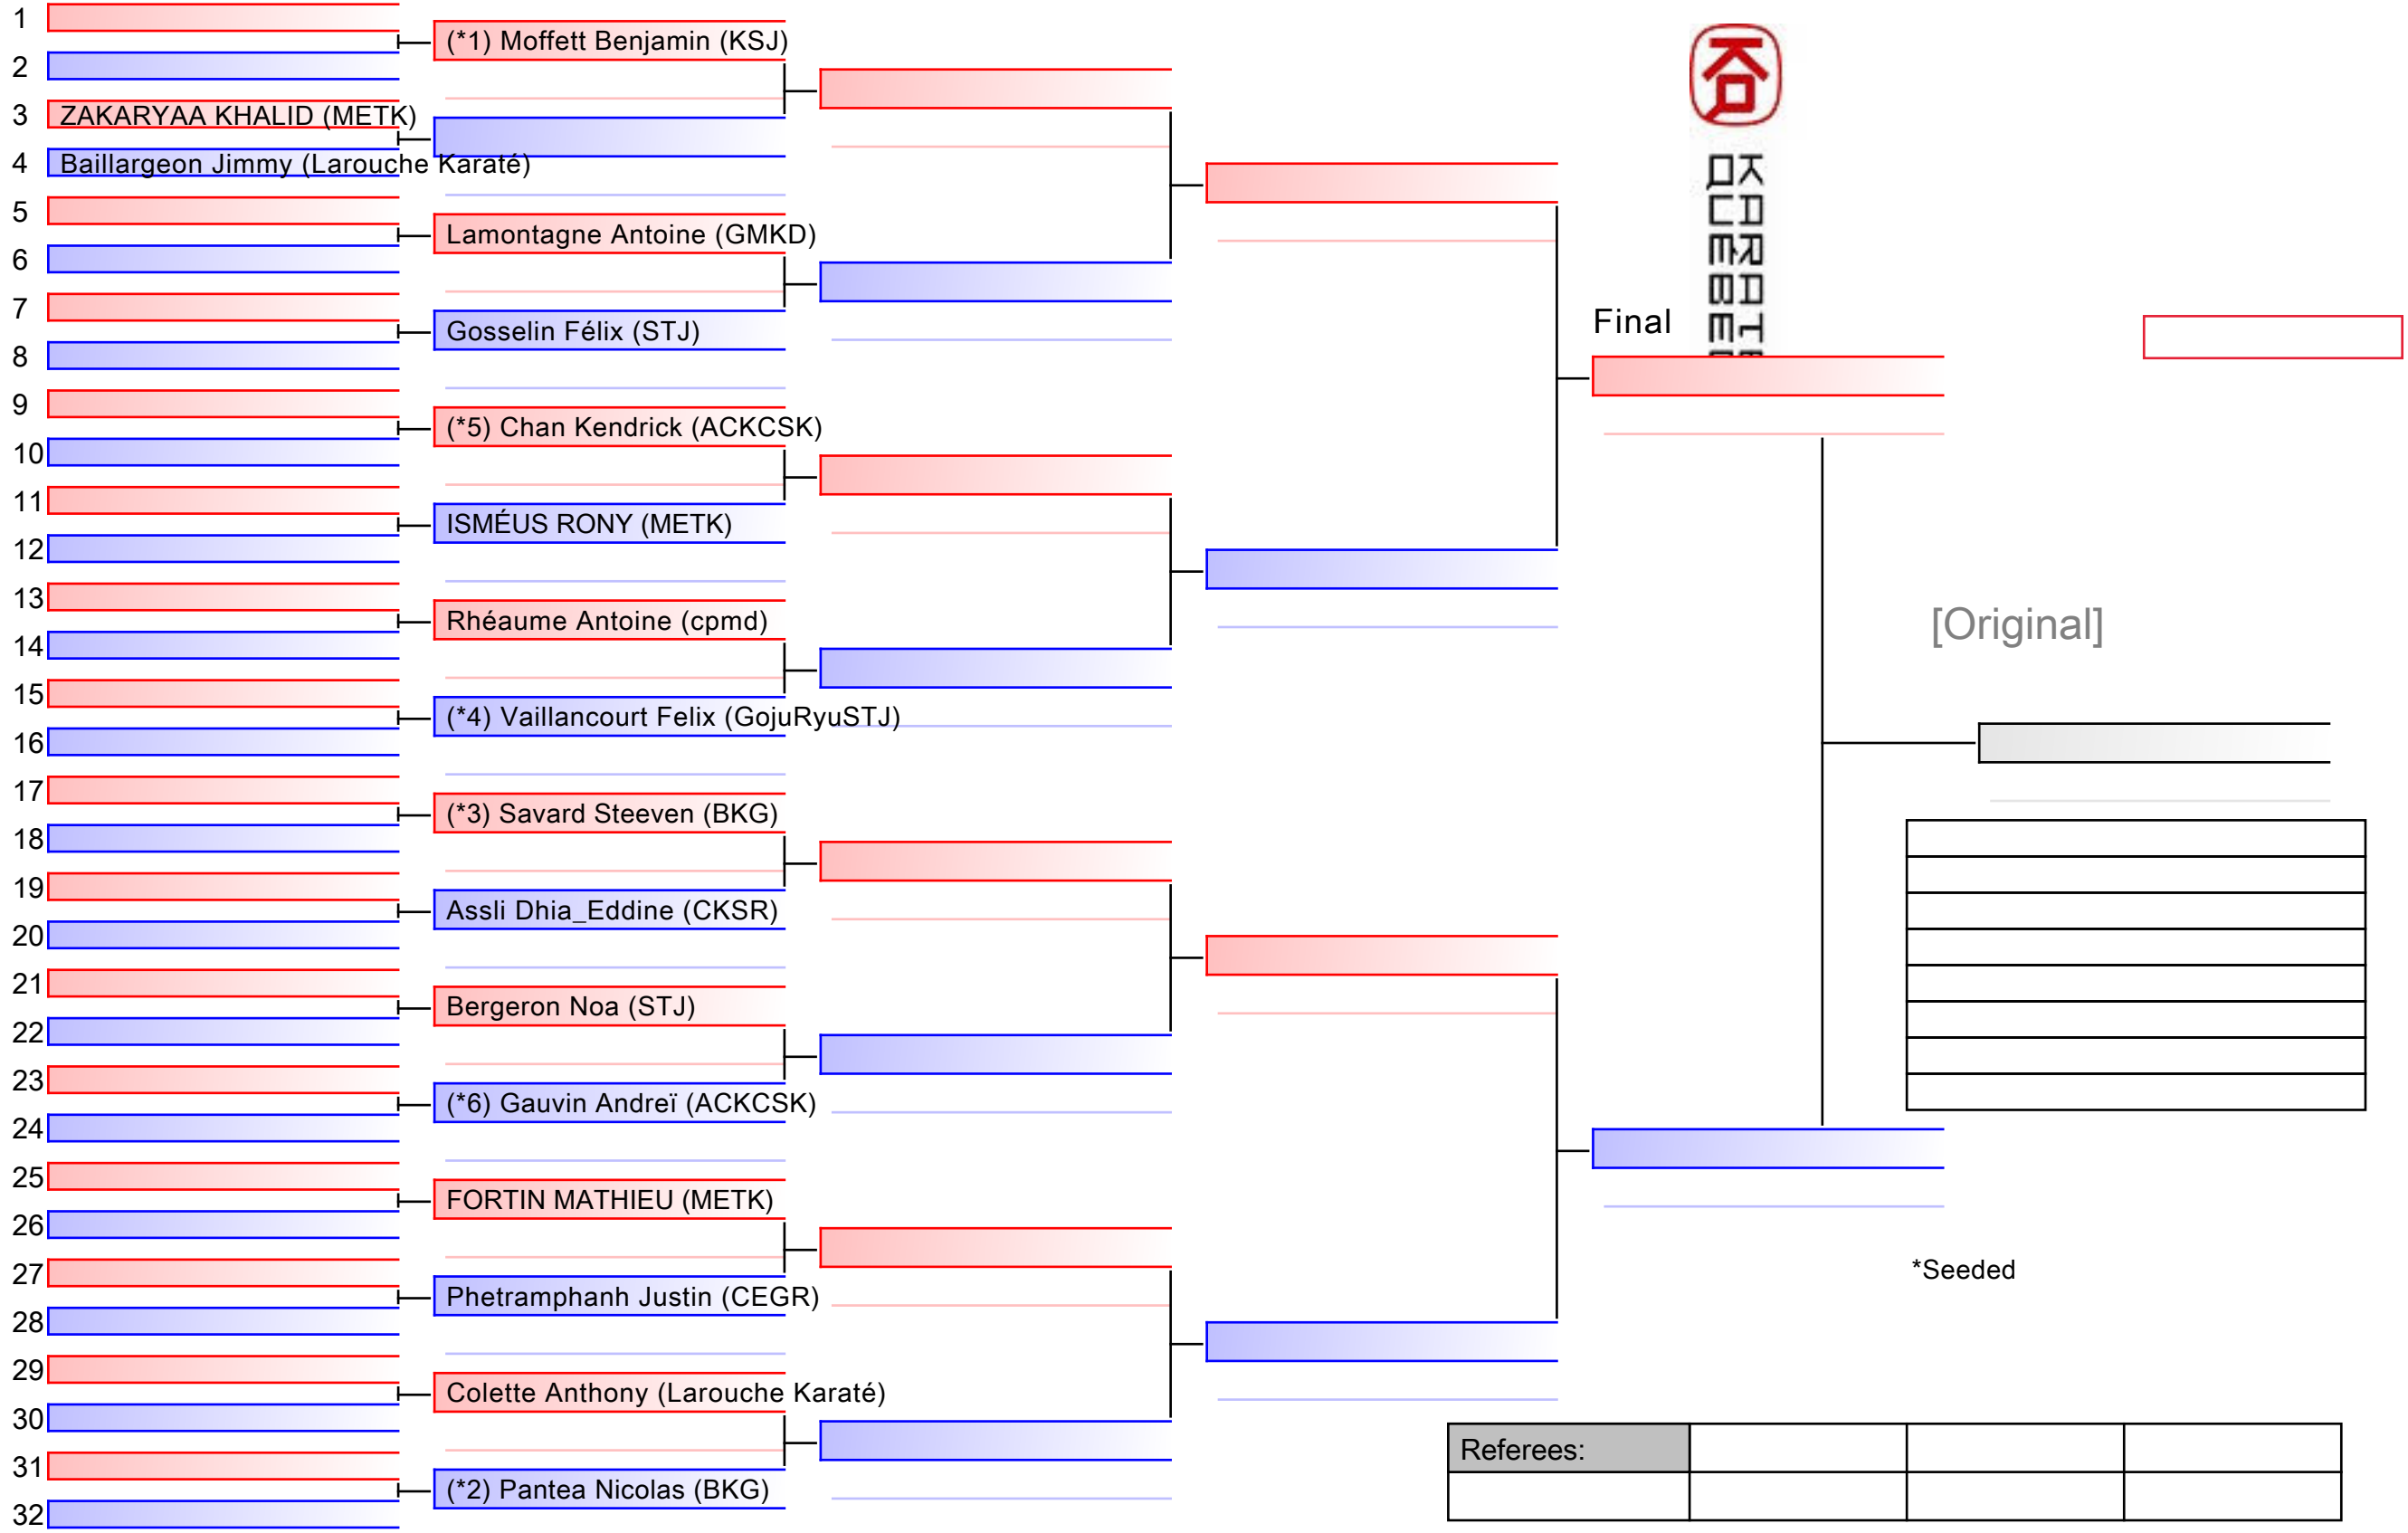 1
2
3
4
5
6
7
8
9
10
11
12
13
14
15
16
17
18
19
20
21
22
23
24
25
26
27
28
29
30
31
32
ZAKARYAA KHALID (METK)
Baillargeon Jimmy (Larouche Karaté)
(*1) Moffett Benjamin (KSJ)
Lamontagne Antoine (GMKD)
Gosselin Félix (STJ)
(*5) Chan Kendrick (ACKCSK)
ISMÉUS RONY (METK)
Rhéaume Antoine (cpmd)
(*4) Vaillancourt Felix (GojuRyuSTJ)
(*3) Savard Steeven (BKG)
Assli Dhia_Eddine (CKSR)
Bergeron Noa (STJ)
(*6) Gauvin Andreï (ACKCSK)
FORTIN MATHIEU (METK)
Phetramphanh Justin (CEGR)
Colette Anthony (Larouche Karaté)
(*2) Pantea Nicolas (BKG)
Final
[Original]
*Seeded
Referees: